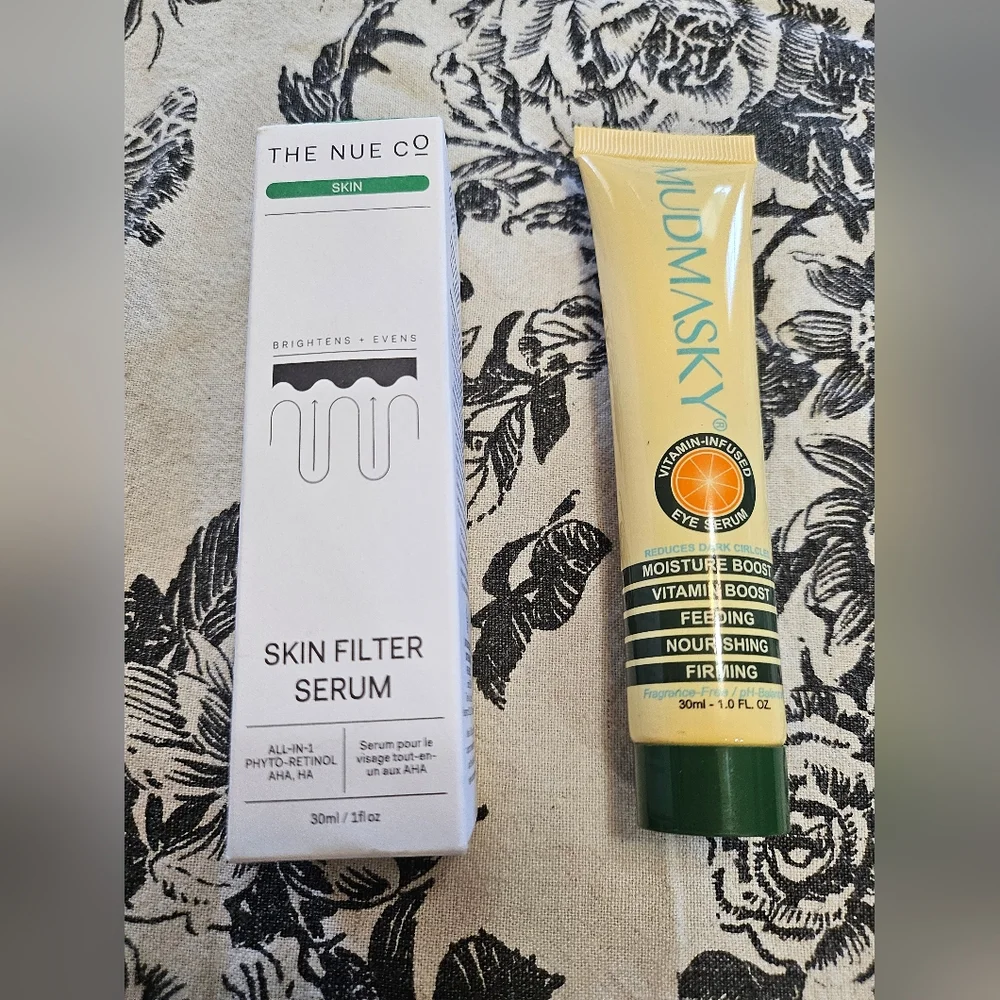 THE NUE CO
SKIN
BRIGHTENS + EVENS
SKIN FILTER
SERUM
ALL-IN-1
PHYTO-RETINOL
AHA, HA
Serum pour le
visage tout-en-
un aux AHA
30ml / 1fl oz
MUDMASKY®
VITAMIN-INFUSED
EYE SERUM
REDUCES DARK CIRLCLES
MOISTURE BOOST
VITAMIN BOOST
FEEDING
NOURISHING
FIRMING
Fragrance-Free / pH-Balan
30ml - 1.0 FL. OZ.